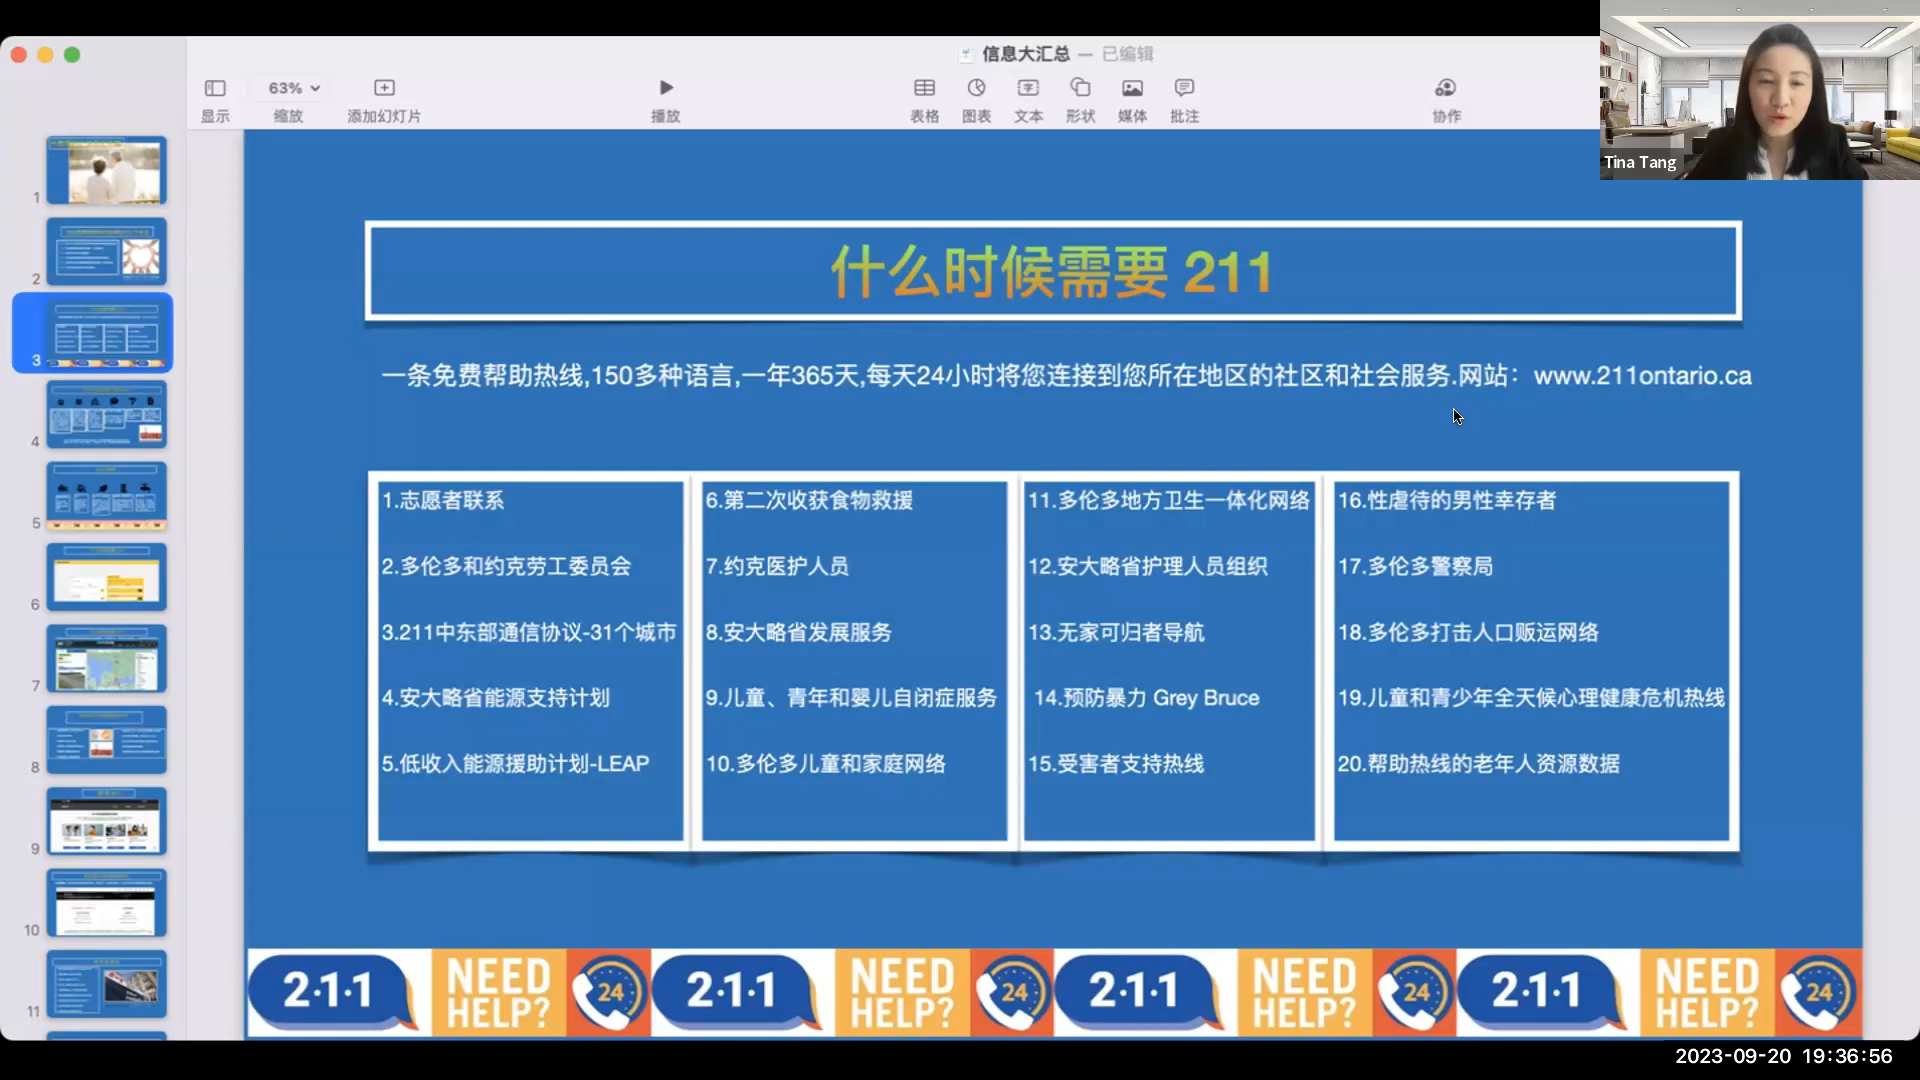 信息大汇总 — 已编辑
63%
显示
缩放
添加幻灯片
播放
表格
图表
文本
形状
媒体
批注
协作
Tina Tang
1
2
3
4
5
6
7
8
9
10
11
什么时候需要 211
一条免费帮助热线,150多种语言,一年365天,每天24小时将您连接到您所在地区的社区和社会服务.网站：www.211ontario.ca
1.志愿者联系
2.多伦多和约克劳工委员会
3.211中东部通信协议-31个城市
4.安大略省能源支持计划
5.低收入能源援助计划-LEAP
6.第二次收获食物救援
7.约克医护人员
8.安大略省发展服务
9.儿童、青年和婴儿自闭症服务
10.多伦多儿童和家庭网络
11.多伦多地方卫生一体化网络
12.安大略省护理人员组织
13.无家可归者导航
14.预防暴力 Grey Bruce
15.受害者支持热线
16.性虐待的男性幸存者
17.多伦多警察局
18.多伦多打击人口贩运网络
19.儿童和青少年全天候心理健康危机热线
20.帮助热线的老年人资源数据
2·1·1
NEED
HELP?
24
2·1·1
NEED
HELP?
24
2·1·1
NEED
HELP?
24
2·1·1
NEED
HELP?
24
2023-09-20 19:36:56